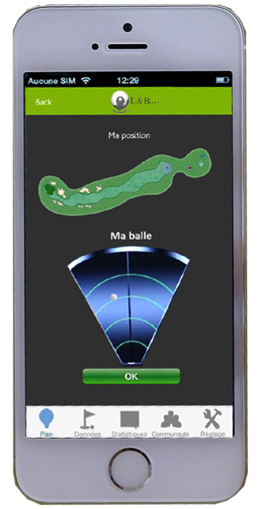 Aucune SIM 12:29
Back L & B...
Ma position
Ma balle
OK
Plan Données Statistiques Communauté Réglage